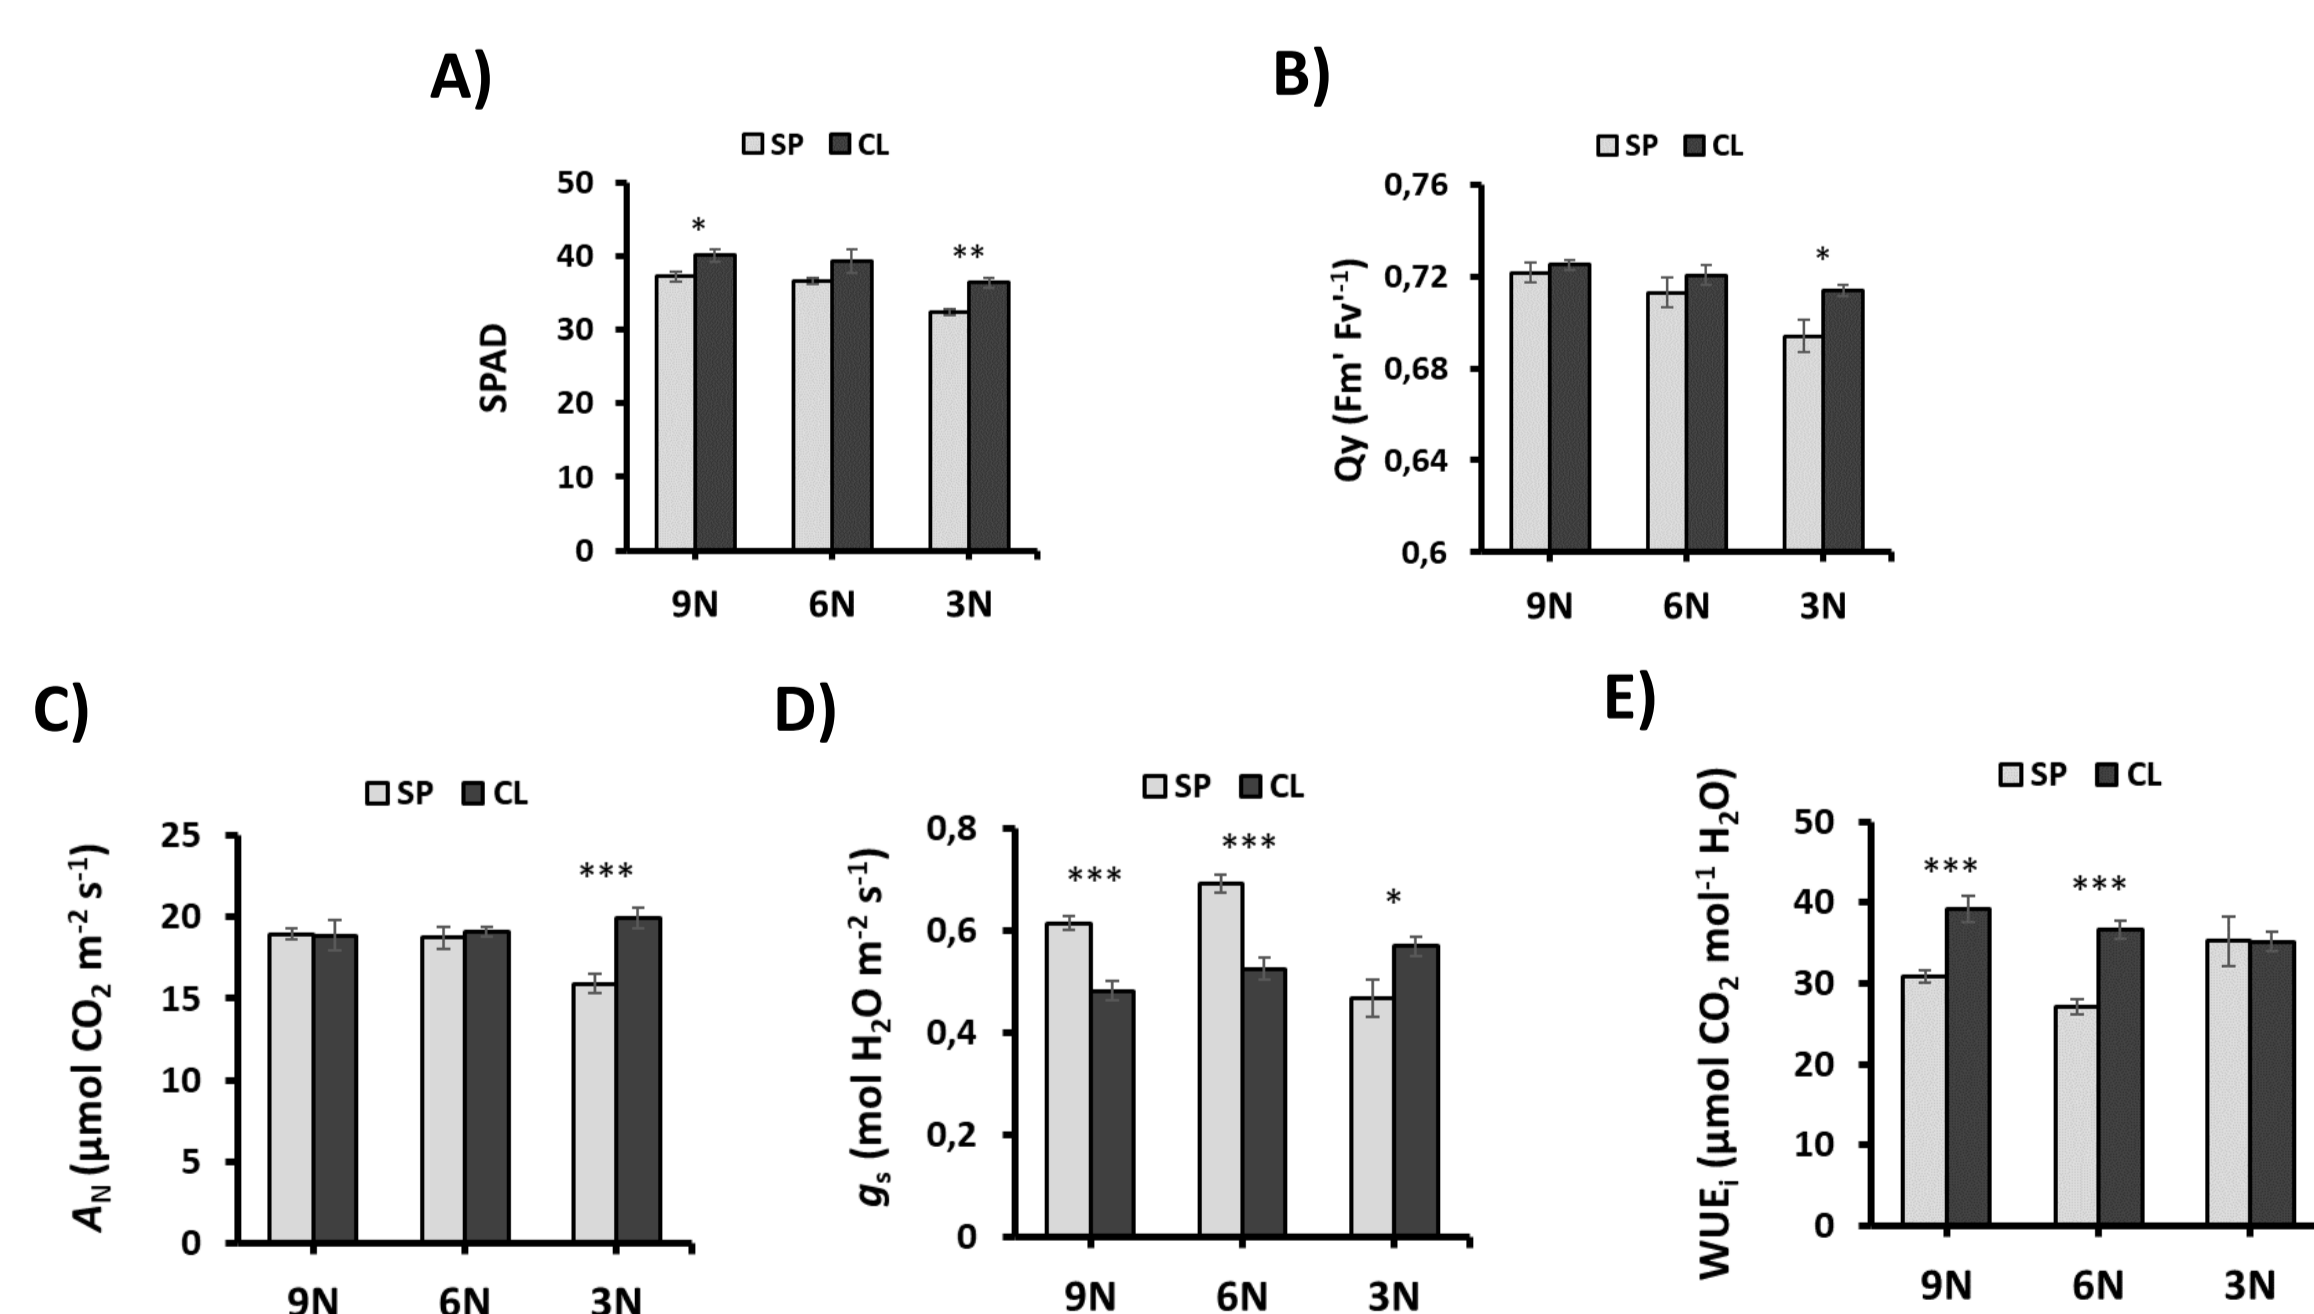 A)
SP CL
50
40
30
20
10
0
* **
SPAD
9N 6N 3N
B)
SP CL
0,76
0,72
0,68
0,64
0,6
*
Qy (Fm' Fv'⁻¹)
9N 6N 3N
C)
SP CL
25
20
15
10
5
0
***
A_N (µmol CO₂ m⁻² s⁻¹)
9N 6N 3N
D)
SP CL
0,8
0,6
0,4
0,2
0
*** *** *
g_s (mol H₂O m⁻² s⁻¹)
9N 6N 3N
E)
SP CL
50
40
30
20
10
0
*** ***
WUE_i (µmol CO₂ mol⁻¹ H₂O)
9N 6N 3N